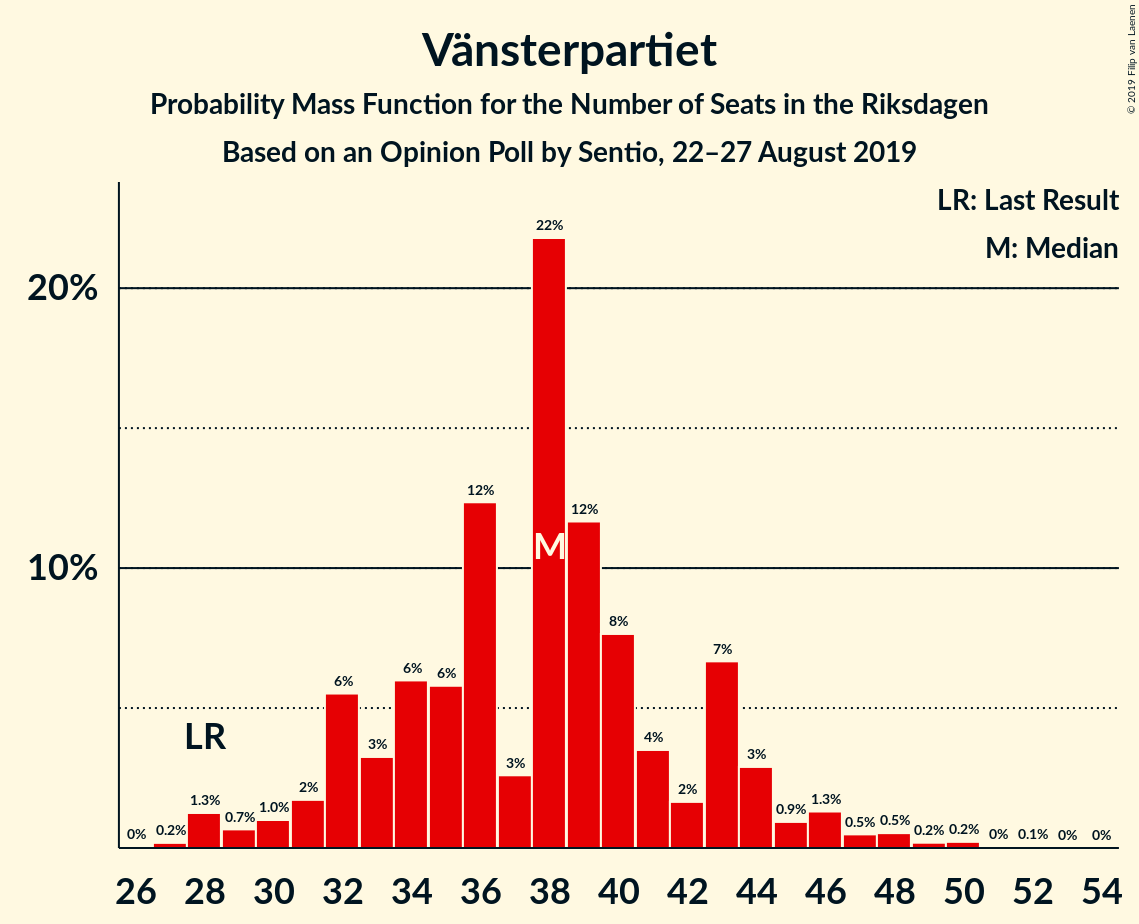 Vänsterpartiet
Probability Mass Function for the Number of Seats in the Riksdagen
Based on an Opinion Poll by Sentio, 22–27 August 2019
© 2019 Filip van Laenen
LR: Last Result
M: Median
20%
10%
0% 0.2% 1.3% 0.7% 1.0% 2% 6% 3% 6% 6% 12% 3% 22% 12% 8% 4% 2% 7% 3% 0.9% 1.3% 0.5% 0.5% 0.2% 0.2% 0% 0.1% 0% 0%
LR
M
26 28 30 32 34 36 38 40 42 44 46 48 50 52 54